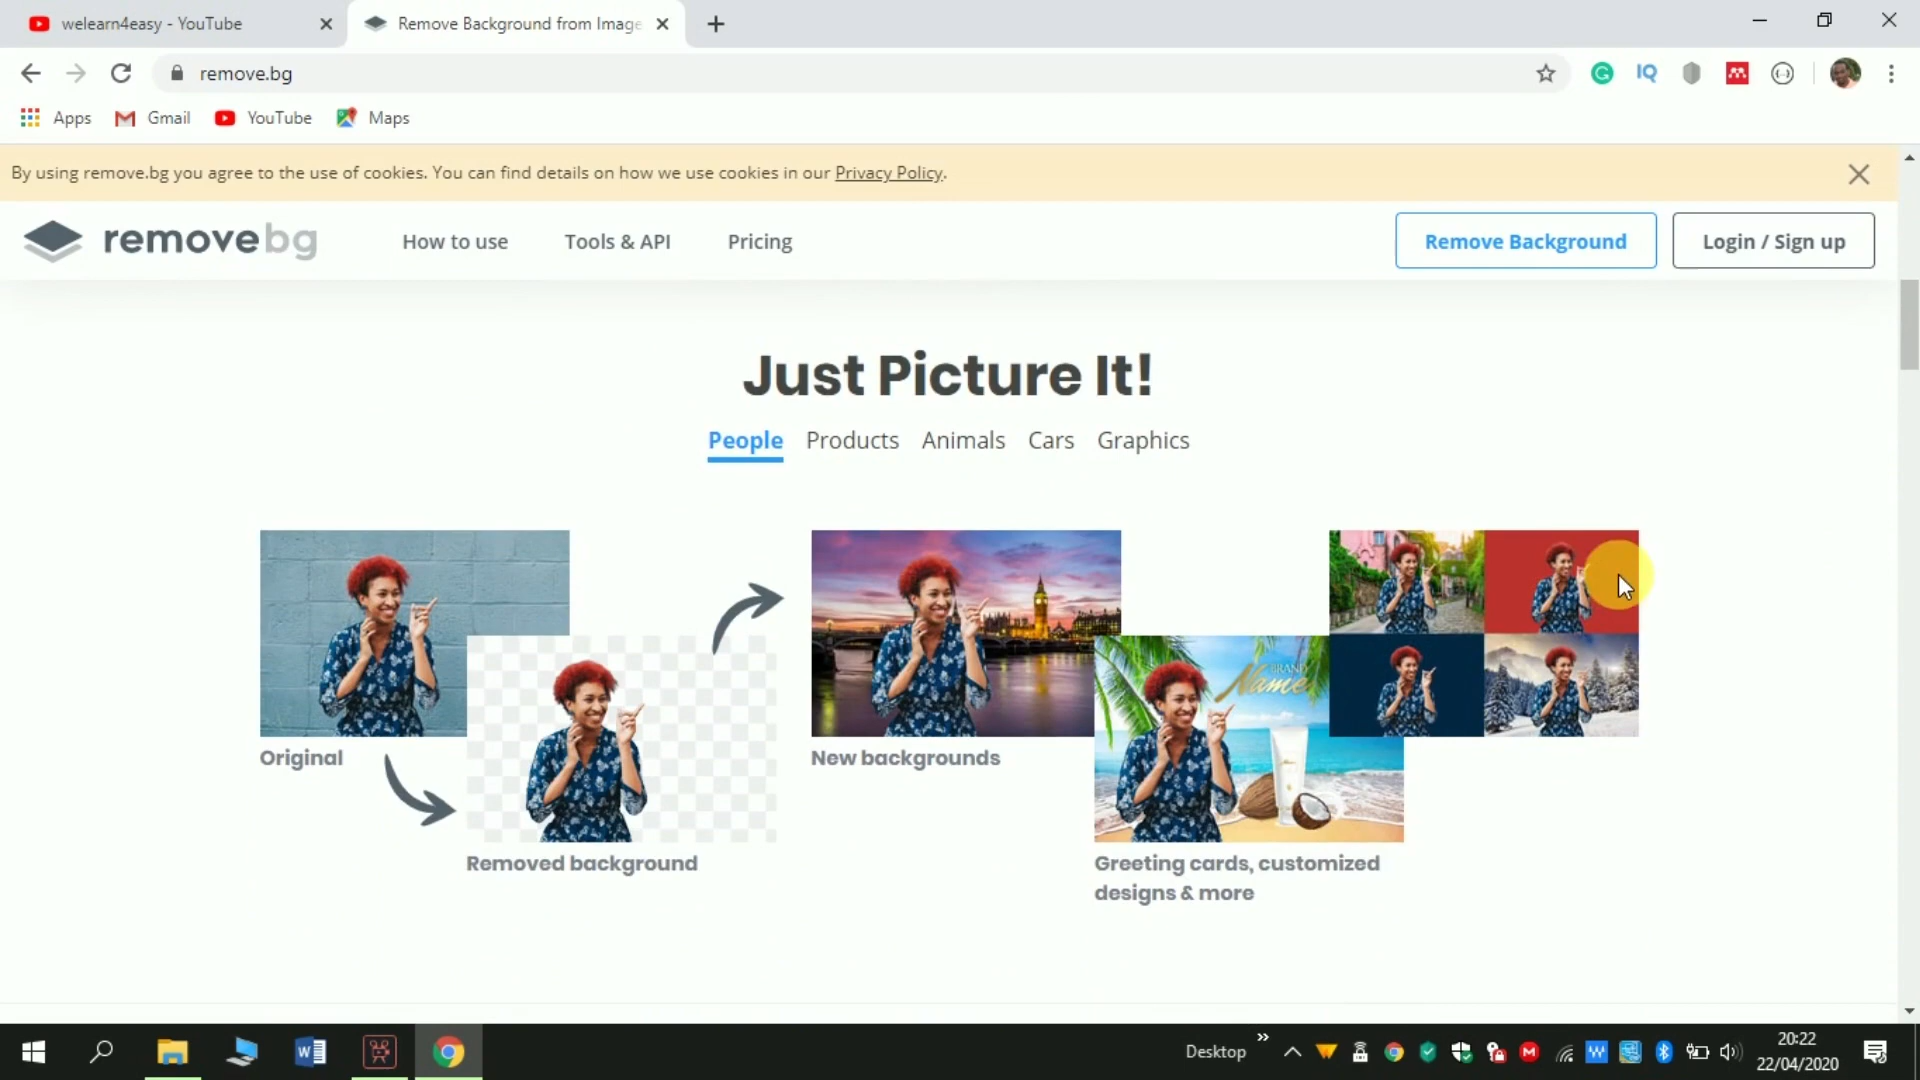 welearn4easy - YouTube
Remove Background from Image
remove.bg
Apps
Gmail
YouTube
Maps
By using remove.bg you agree to the use of cookies. You can find details on how we use cookies in our Privacy Policy.
removebg
How to use
Tools & API
Pricing
Remove Background
Login / Sign up
Just Picture It!
People
Products
Animals
Cars
Graphics
Original
Removed background
New backgrounds
BRAND
Name
Greeting cards, customized
designs & more
Desktop
20:22
22/04/2020